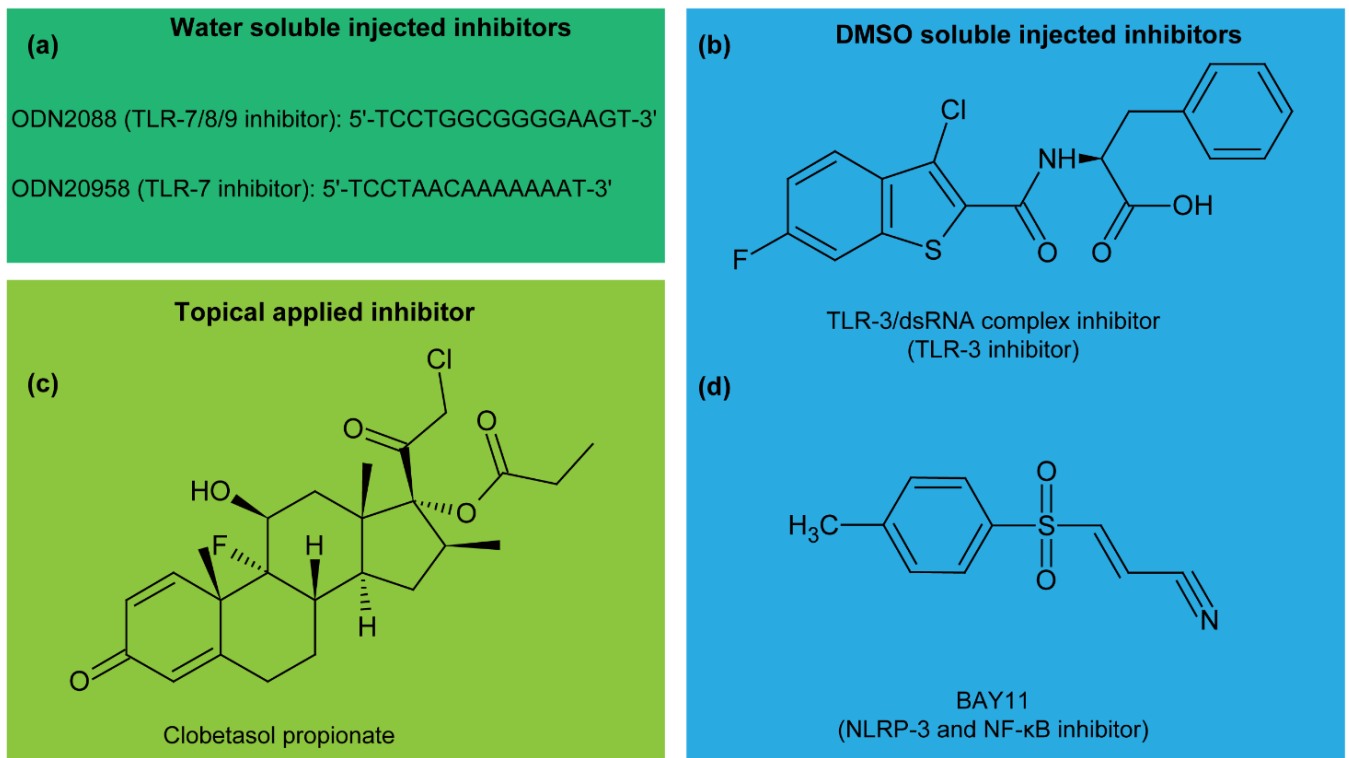 (a)
Water soluble injected inhibitors
ODN2088 (TLR-7/8/9 inhibitor): 5'-TCCTGGCGGGGAAGT-3'
ODN20958 (TLR-7 inhibitor): 5'-TCCTAACAAAAAAAT-3'
(b)
DMSO soluble injected inhibitors
Cl
NH
OH
O
O
S
F
TLR-3/dsRNA complex inhibitor
(TLR-3 inhibitor)
Topical applied inhibitor
(c)
Cl
O
O
HO
O
F
H
H
O
Clobetasol propionate
(d)
O
H3C
S
O
N
BAY11
(NLRP-3 and NF-κB inhibitor)